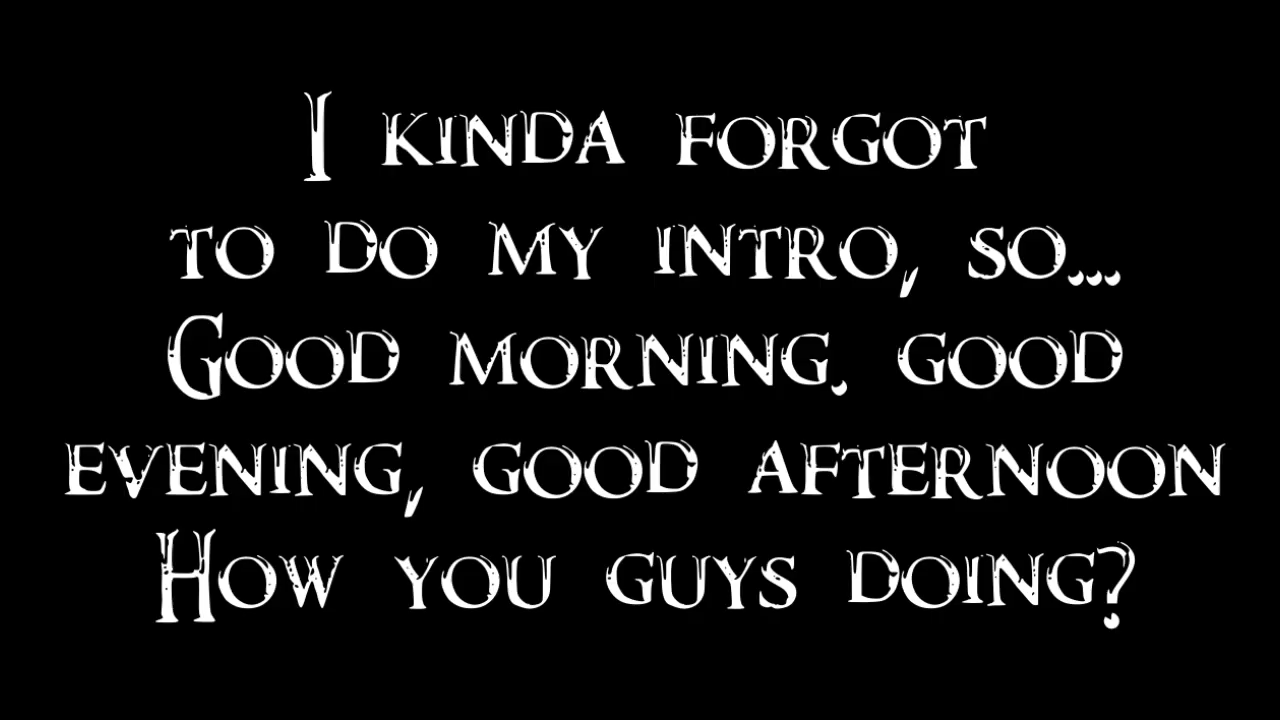 I kinda forgot
to do my intro, so...
Good morning. good
evening, good afternoon
How you guys doing?